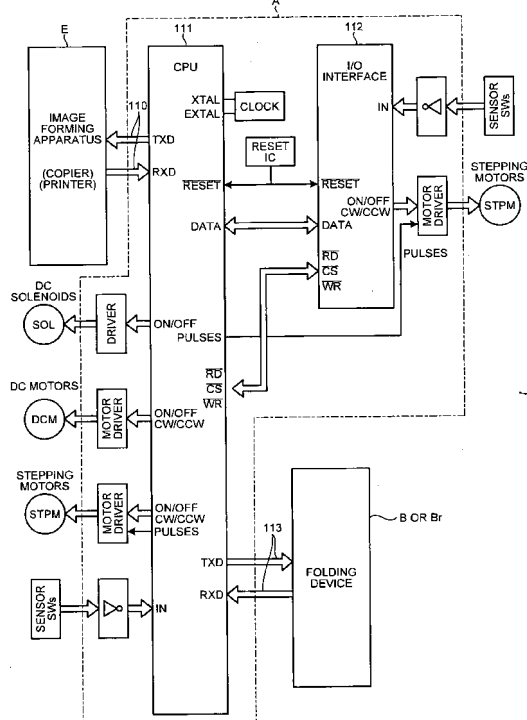 A
E
111
112
CPU
I/O
INTERFACE
IMAGE
FORMING
APPARATUS
(COPIER)
(PRINTER)
110
TXD
RXD
XTAL
EXTAL
CLOCK
RESET
IC
RESET
RESET
DATA
DATA
IN
SENSOR
SWs
STEPPING
MOTORS
ON/OFF
CW/CCW
MOTOR
DRIVER
STPM
PULSES
RD
CS
WR
DC
SOLENOIDS
SOL
DRIVER
ON/OFF
PULSES
RD
CS
WR
DC MOTORS
DCM
MOTOR
DRIVER
ON/OFF
CW/CCW
STEPPING
MOTORS
STPM
MOTOR
DRIVER
ON/OFF
CW/CCW
PULSES
SENSOR
SWs
IN
TXD
RXD
113
FOLDING
DEVICE
B OR Br